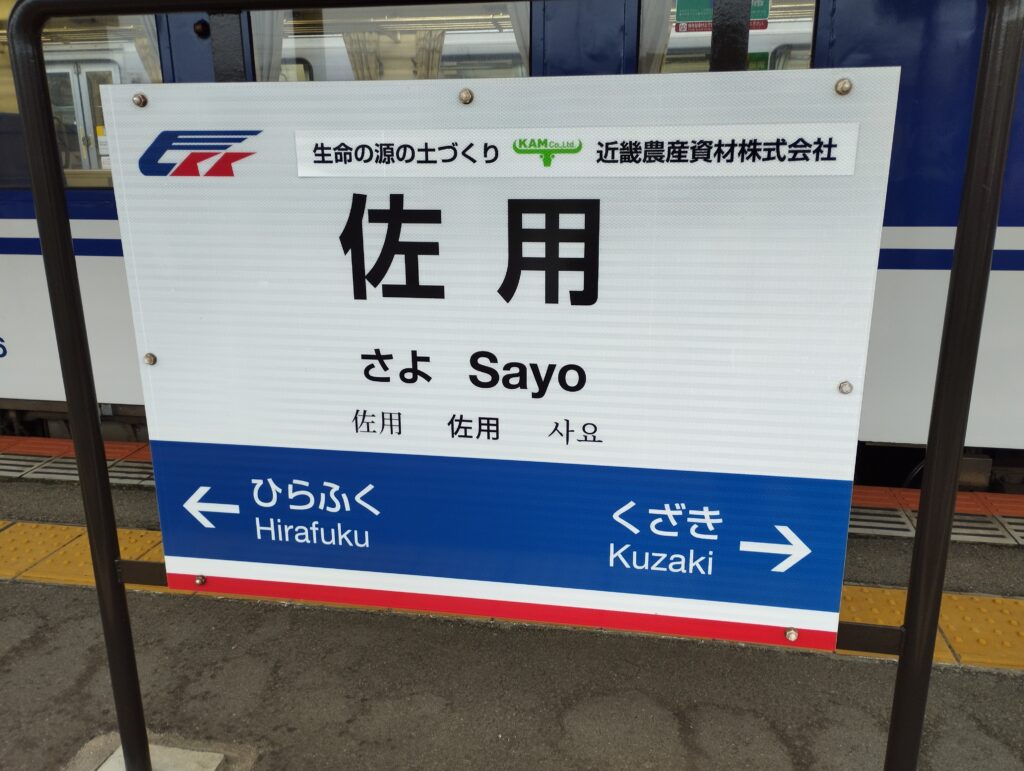 生命の源の土づくり KAM Co.,Ltd 近畿農産資材株式会社
佐用
さよ Sayo
佐用 佐用 사요
ひらふく
Hirafuku
くざき
Kuzaki
6